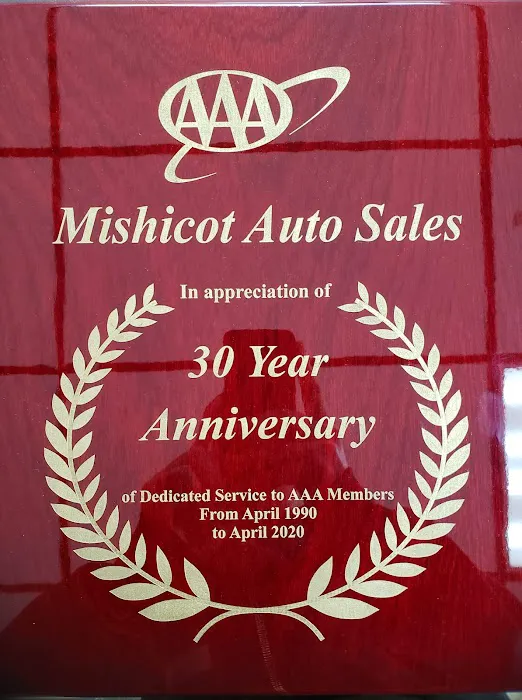 AAA
Mishicot Auto Sales
In appreciation of
30 Year
Anniversary
of Dedicated Service to AAA Members
From April 1990
to April 2020